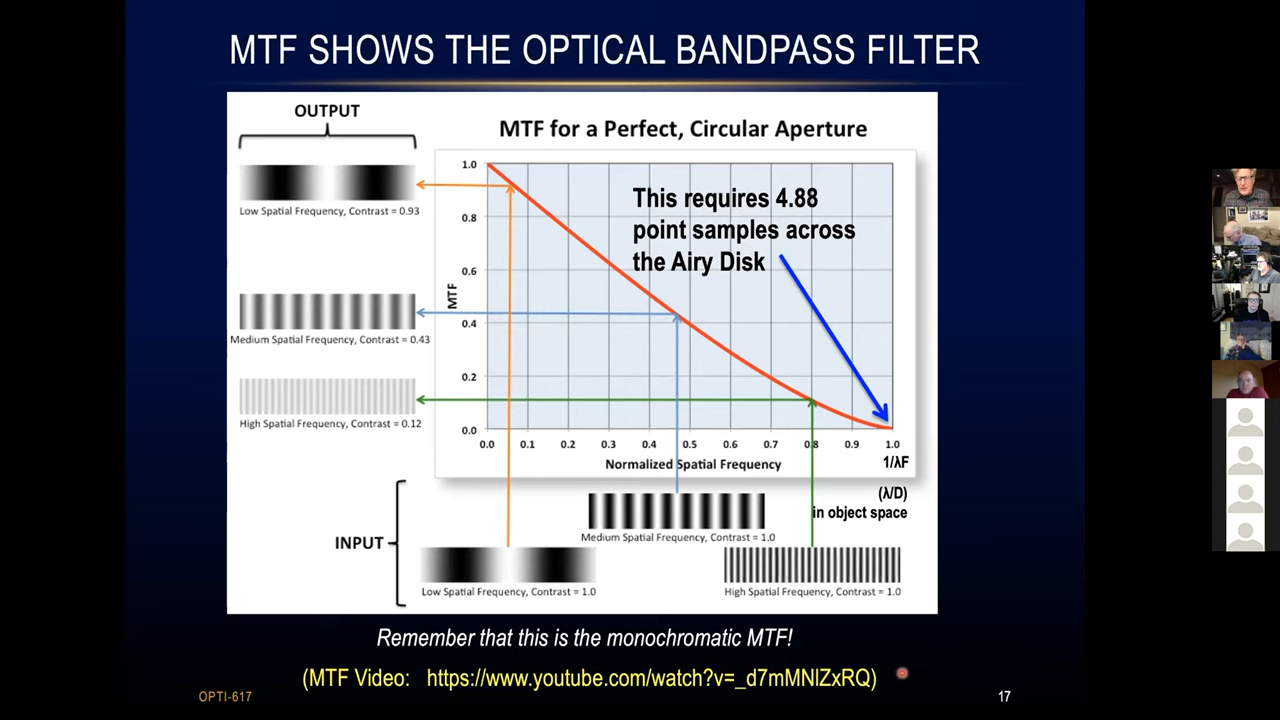 MTF SHOWS THE OPTICAL BANDPASS FILTER
OUTPUT
MTF for a Perfect, Circular Aperture
Low Spatial Frequency, Contrast = 0.93
Medium Spatial Frequency, Contrast = 0.43
High Spatial Frequency, Contrast = 0.12
MTF
1.0
0.8
0.6
0.4
0.2
0.0
This requires 4.88
point samples across
the Airy Disk
0.0 0.1 0.2 0.3 0.4 0.5 0.6 0.7 0.8 0.9 1.0
Normalized Spatial Frequency
1/λF
(λ/D)
in object space
INPUT
Medium Spatial Frequency, Contrast = 1.0
Low Spatial Frequency, Contrast = 1.0
High Spatial Frequency, Contrast = 1.0
Remember that this is the monochromatic MTF!
(MTF Video: https://www.youtube.com/watch?v=_d7mMNlZxRQ)
OPTI-617
17